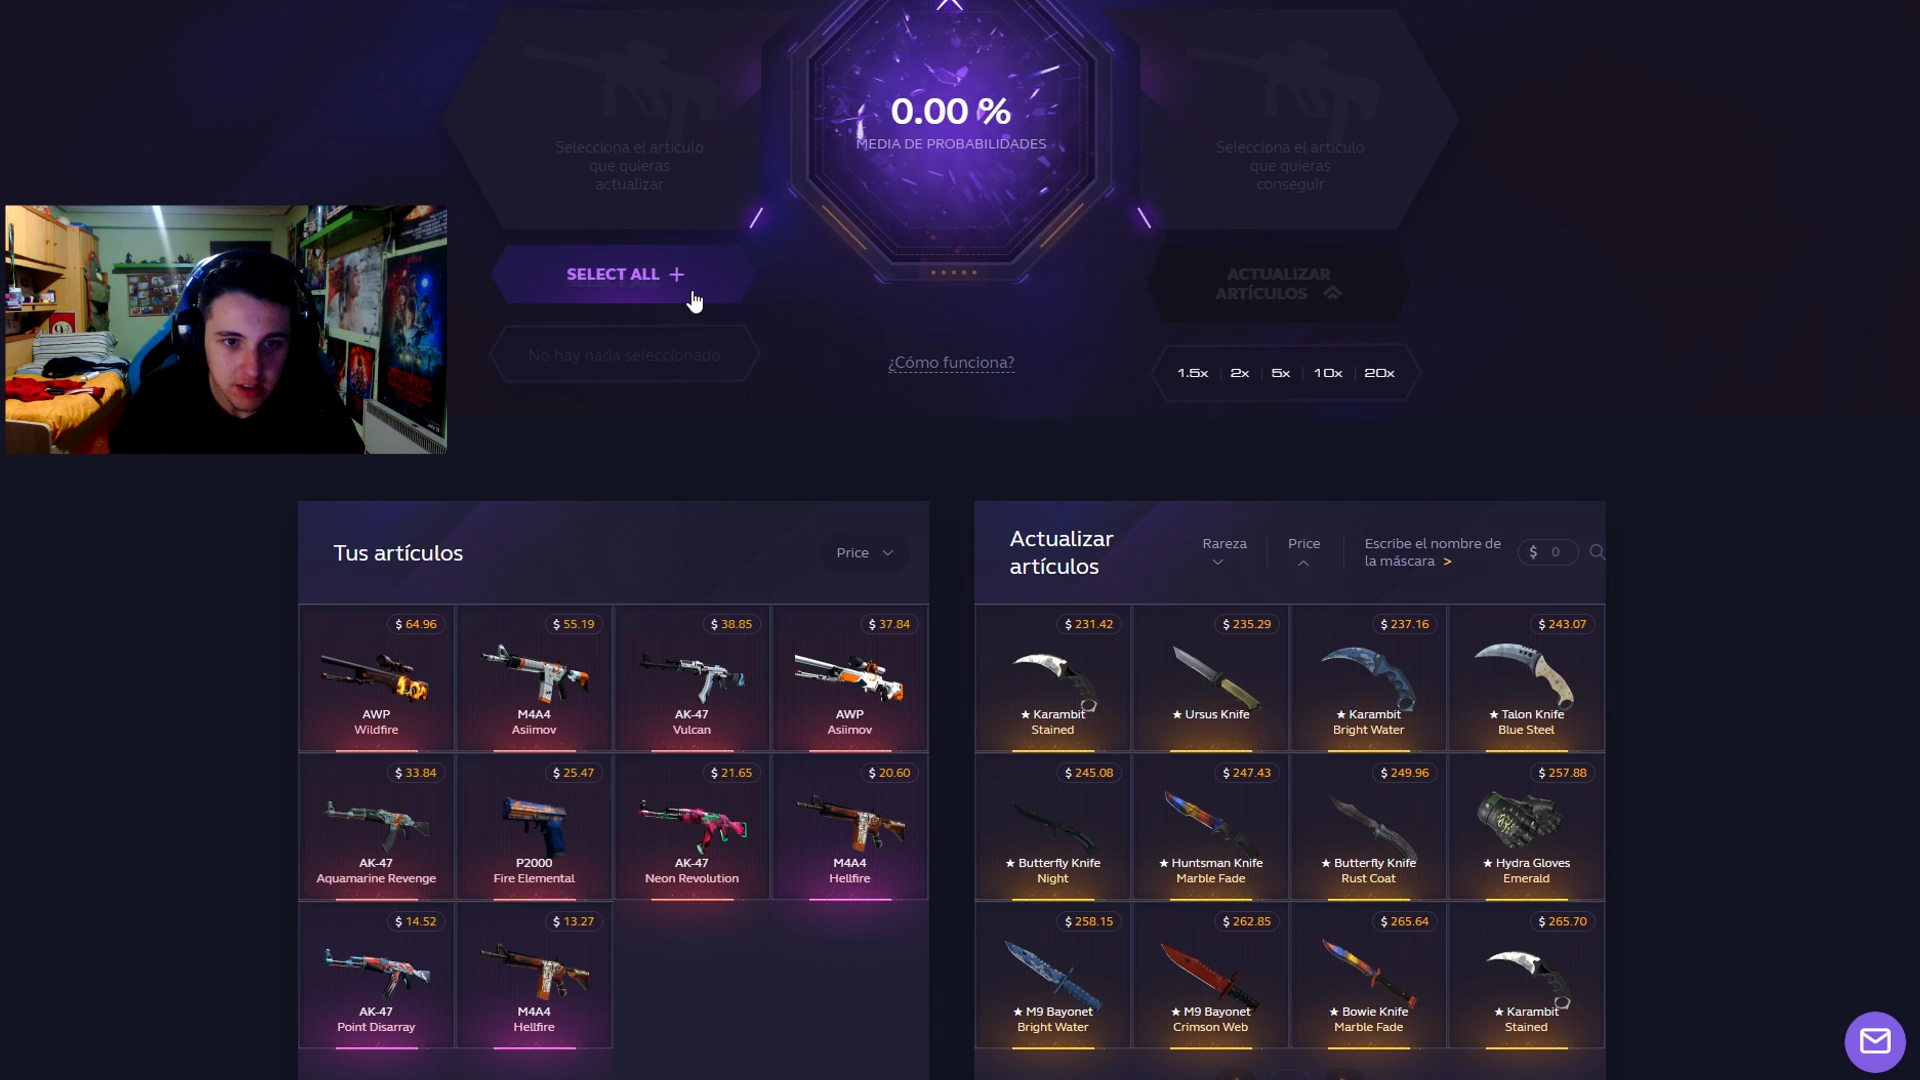 0.00 %
MEDIA DE PROBABILIDADES
Selecciona el artículo
que quieras
actualizar
Selecciona el artículo
que quieras
conseguir
SELECT ALL +
No hay nada seleccionado
¿Cómo funciona?
ACTUALIZAR
ARTÍCULOS
1.5x 2x 5x 10x 20x
Tus artículos
Price
$ 64.96
AWP
Wildfire
$ 55.19
M4A4
Asiimov
$ 38.85
AK-47
Vulcan
$ 37.84
AWP
Asiimov
$ 33.84
AK-47
Aquamarine Revenge
$ 25.47
P2000
Fire Elemental
$ 21.65
AK-47
Neon Revolution
$ 20.60
M4A4
Hellfire
$ 14.52
AK-47
Point Disarray
$ 13.27
M4A4
Hellfire
Actualizar
artículos
Rareza
Price
Escribe el nombre de
la máscara >
$ 0
$ 231.42
★ Karambit
Stained
$ 235.29
★ Ursus Knife
$ 237.16
★ Karambit
Bright Water
$ 243.07
★ Talon Knife
Blue Steel
$ 245.08
★ Butterfly Knife
Night
$ 247.43
★ Huntsman Knife
Marble Fade
$ 249.96
★ Butterfly Knife
Rust Coat
$ 257.88
★ Hydra Gloves
Emerald
$ 258.15
★ M9 Bayonet
Bright Water
$ 262.85
★ M9 Bayonet
Crimson Web
$ 265.64
★ Bowie Knife
Marble Fade
$ 265.70
★ Karambit
Stained